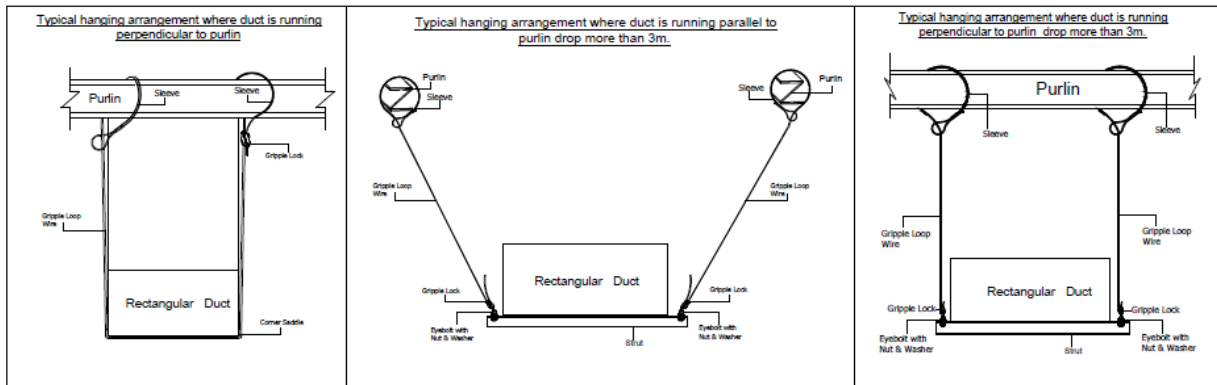 Typical hanging arrangement where duct is running
perpendicular to purlin
Purlin
Sleeve
Sleeve
Gripple Lock
Gripple Loop
Wire
Rectangular Duct
Corner Saddle
Typical hanging arrangement where duct is running parallel to
purlin drop more than 3m.
Purlin
Sleeve
Purlin
Sleeve
Gripple Loop
Wire
Gripple Loop
Wire
Rectangular Duct
Gripple Lock
Gripple Lock
Eyebolt with
Nut & Washer
Eyebolt with
Nut & Washer
Strut
Typical hanging arrangement where duct is running
perpendicular to purlin drop more than 3m.
Purlin
Sleeve
Sleeve
Gripple Loop
Wire
Gripple Loop
Wire
Rectangular Duct
Gripple Lock
Gripple Lock
Eyebolt with
Nut & Washer
Eyebolt with
Nut & Washer
Strut